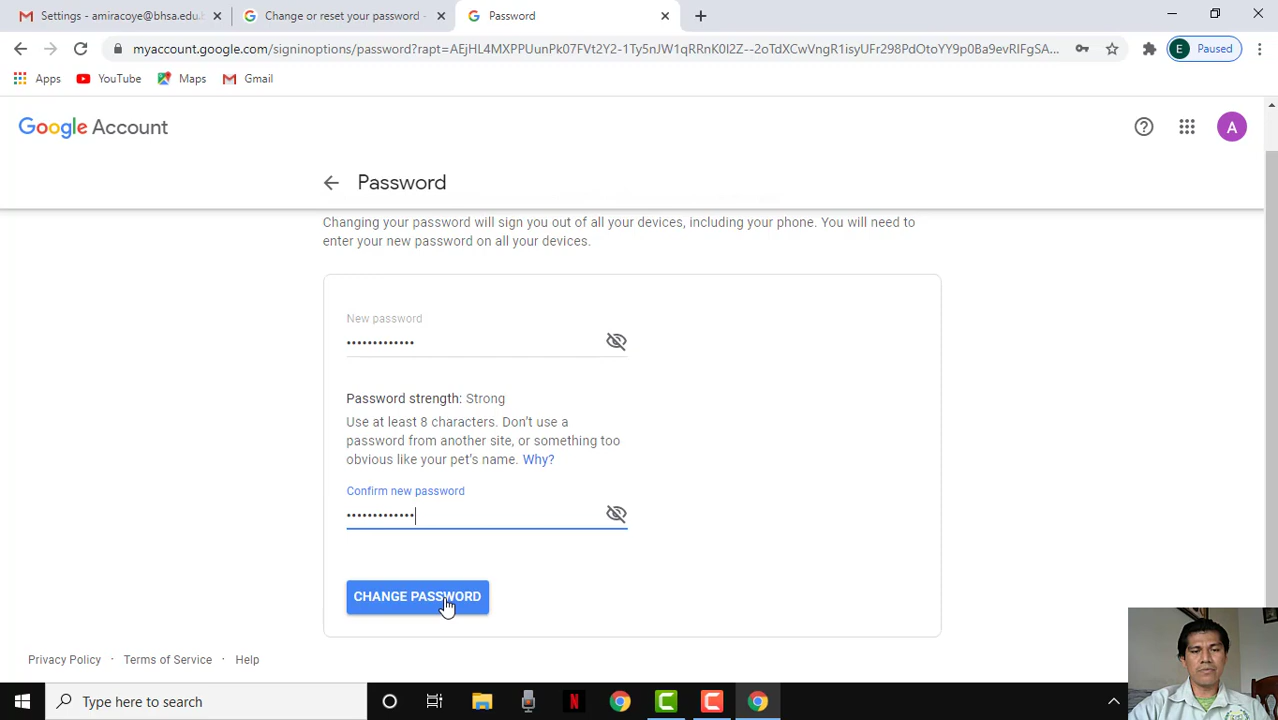 Settings - amiracoye@bhsa.edu.b
Change or reset your password -
Password
myaccount.google.com/signinoptions/password?rapt=AEjHL4MXPPUunPk07FVt2Y2-1Ty5nJW1qRRnK0l2Z--2oTdXCwVngR1isyUFr298PdOtoYY9p0Ba9evRIFgSA...
E Paused
Apps YouTube Maps Gmail
Google Account
A
Password
Changing your password will sign you out of all your devices, including your phone. You will need to
enter your new password on all your devices.
New password
•••••••••••••
Password strength: Strong
Use at least 8 characters. Don't use a
password from another site, or something too
obvious like your pet's name. Why?
Confirm new password
•••••••••••••
CHANGE PASSWORD
Privacy Policy · Terms of Service · Help
Type here to search